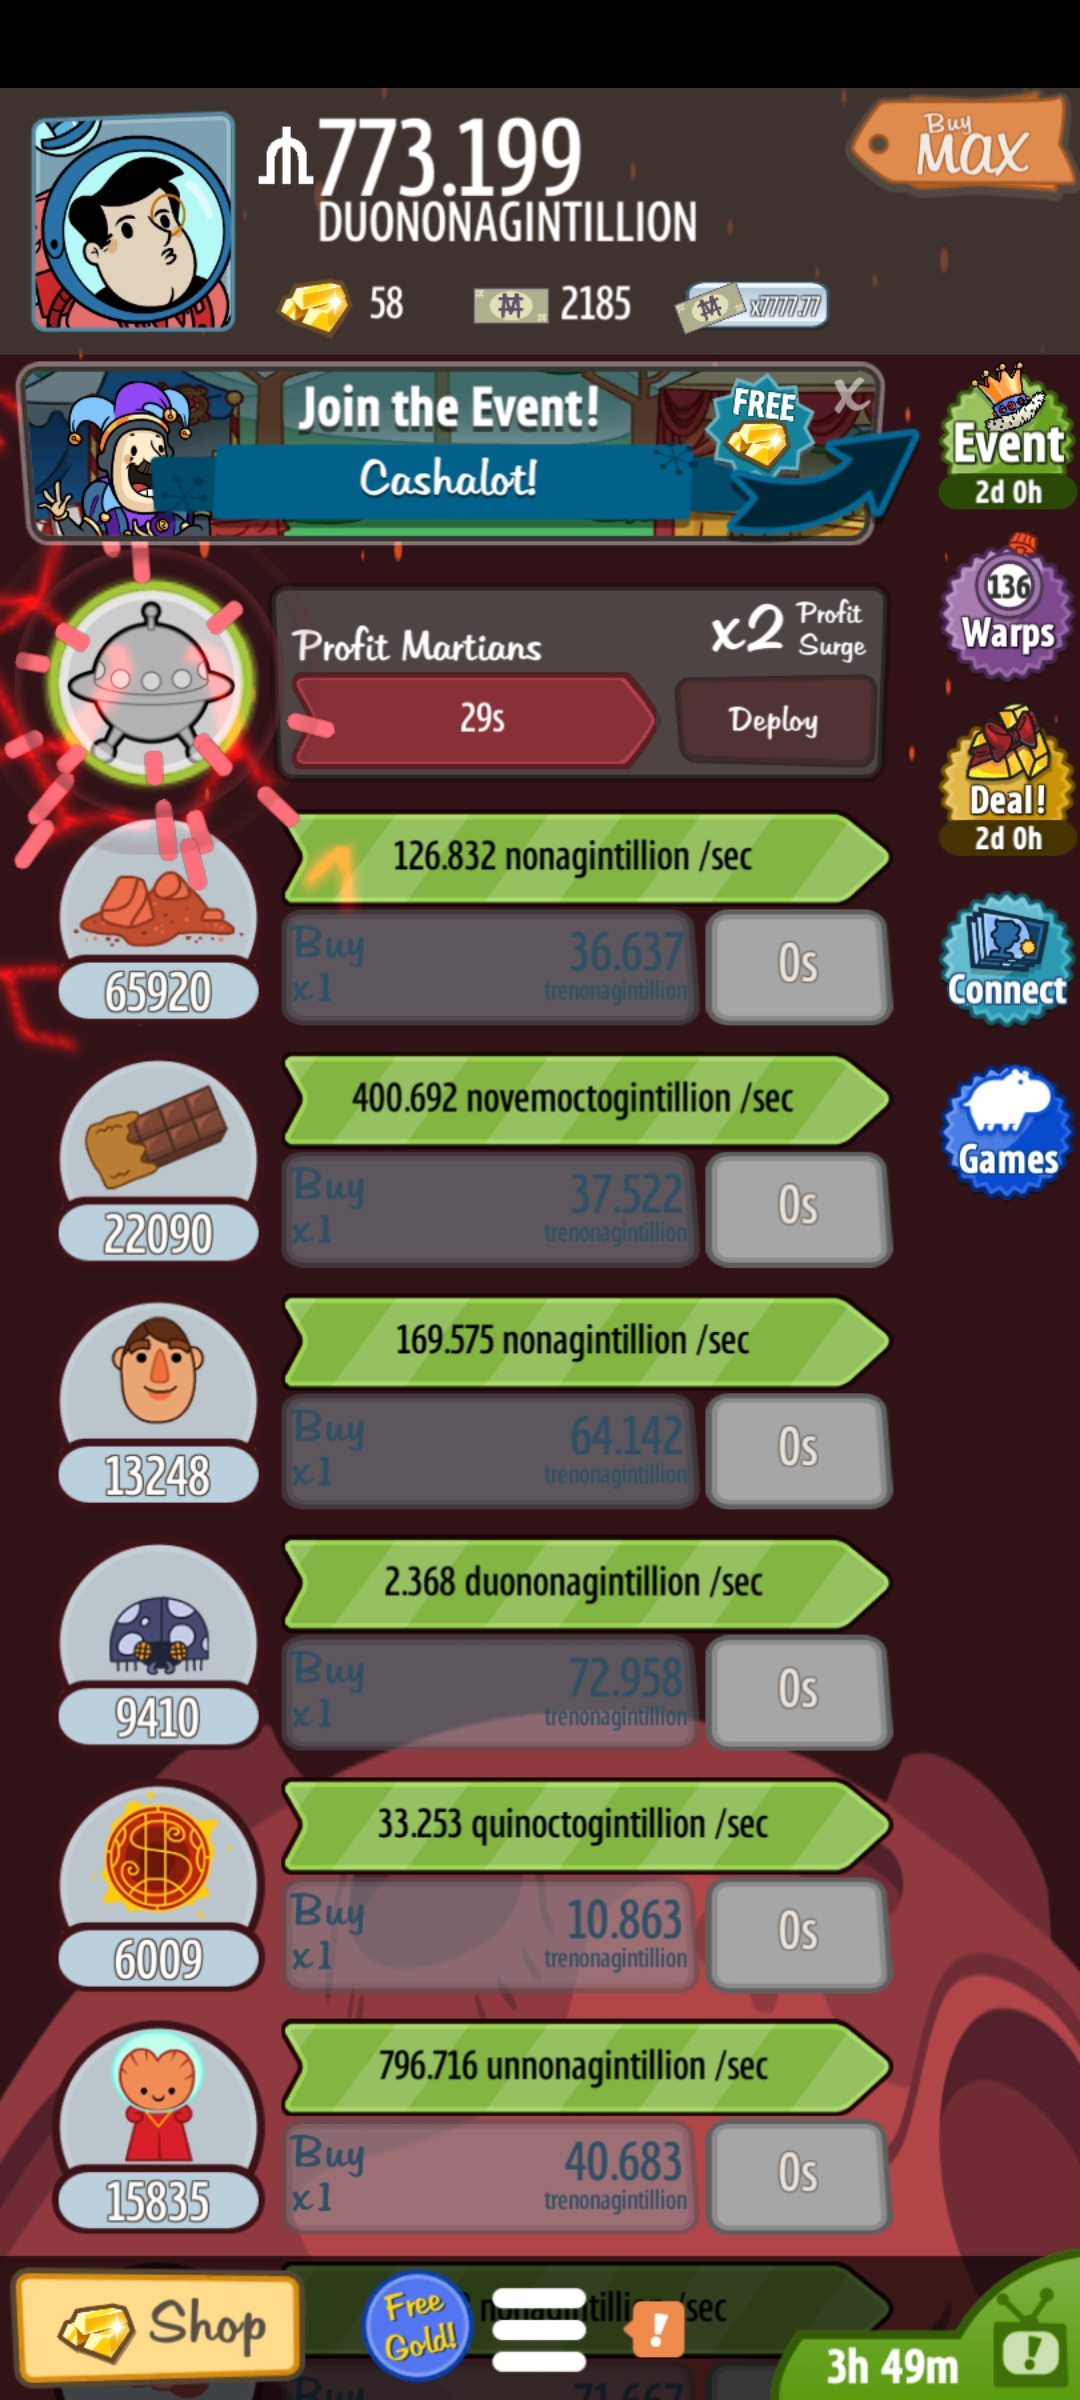 773.199
DUONONAGINTILLION
Buy
MAX
58
2185
x7777.77
Join the Event!
Cashalot!
FREE
X
Event
2d 0h
136
Warps
Profit Martians
x2 Profit Surge
29s
Deploy
Deal!
2d 0h
126.832 nonagintillion /sec
Buy x1
36.637
trenonagintillion
0s
65920
Connect
400.692 novemoctogintillion /sec
Buy x1
37.522
trenonagintillion
0s
22090
Games
169.575 nonagintillion /sec
Buy x1
64.142
trenonagintillion
0s
13248
2.368 duononagintillion /sec
Buy x1
72.958
trenonagintillion
0s
9410
33.253 quinoctogintillion /sec
Buy x1
10.863
trenonagintillion
0s
6009
796.716 unnonagintillion /sec
Buy x1
40.683
trenonagintillion
0s
15835
Shop
Free Gold!
/sec
!
3h 49m
!
Buy
71.667